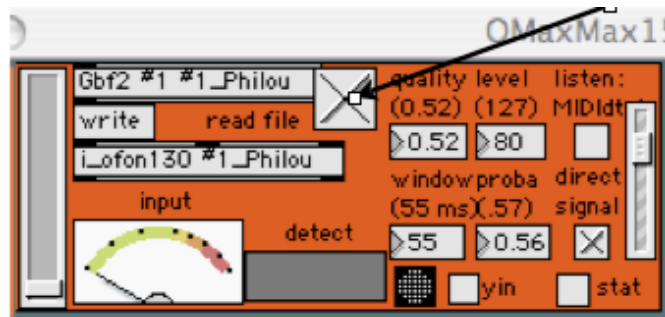 OMaxMax15
Gbf2 #1 #1_Philou
quality level listen:
(0.52) (127) MIDIdt
write read file
0.52 80
i_ofon130 #1_Philou
window proba direct
(55 ms)(.57) signal
input
detect
55 0.56
yin stat